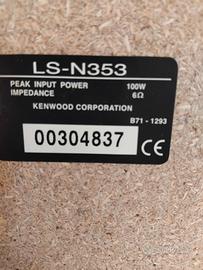 LS-N353
PEAK INPUT POWER 100W
IMPEDANCE 6Ω
KENWOOD CORPORATION
B71-1293
00304837 CE